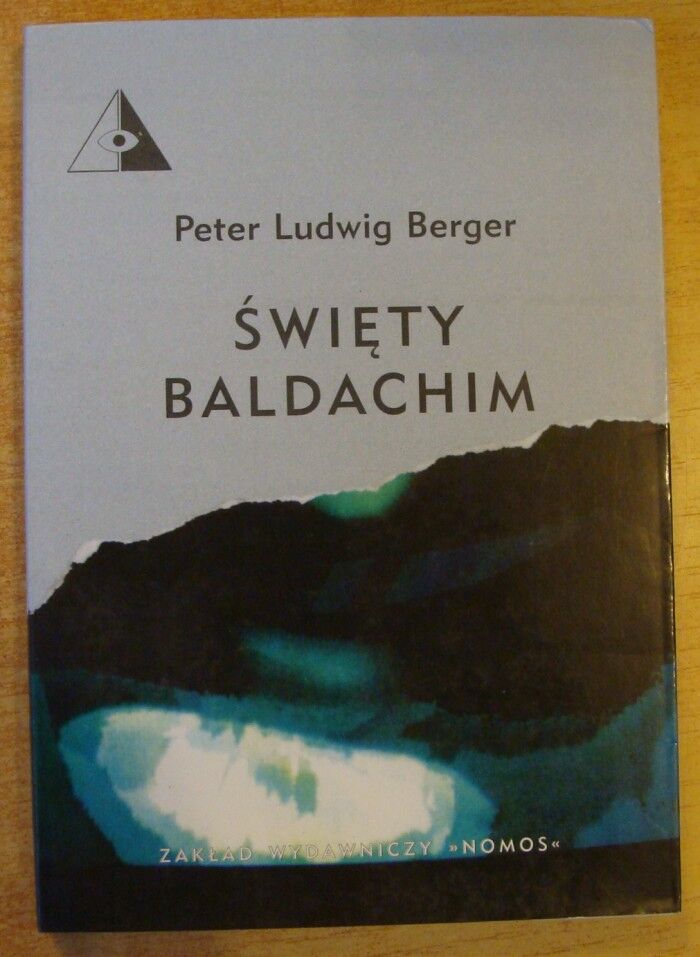 Peter Ludwig Berger
ŚWIĘTY
BALDACHIM
ZAKŁAD WYDAWNICZY »NOMOS«